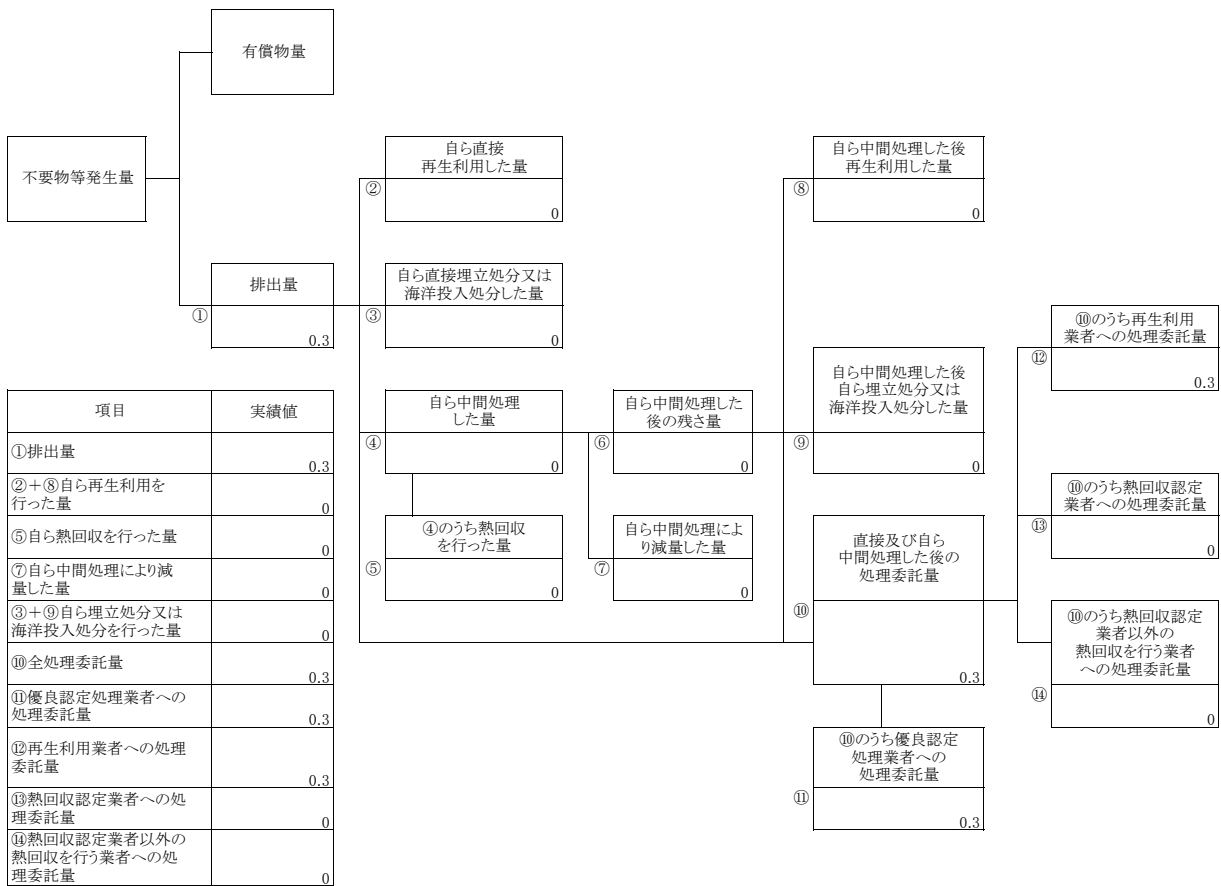 有償物量
不要物等発生量
排出量
①
0.3
自ら直接
再生利用した量
②
0
自ら直接埋立処分又は
海洋投入処分した量
③
0
自ら中間処理
した量
④
0
④のうち熱回収
を行った量
⑤
0
自ら中間処理した
後の残さ量
⑥
0
自ら中間処理によ
り減量した量
⑦
0
自ら中間処理した後
再生利用した量
⑧
0
自ら中間処理した後
自ら埋立処分又は
海洋投入処分した量
⑨
0
直接及び自ら
中間処理した後の
処理委託量
⑩
0.3
⑩のうち優良認定
処理業者への
処理委託量
⑪
0.3
⑩のうち再生利用
業者への処理委託量
⑫
0.3
⑩のうち熱回収認定
業者への処理委託量
⑬
0
⑩のうち熱回収認定
業者以外の
熱回収を行う業者
への処理委託量
⑭
0
項目 実績値
①排出量
0.3
②＋⑧自ら再生利用を
行った量
0
⑤自ら熱回収を行った量
0
⑦自ら中間処理により減
量した量
0
③＋⑨自ら埋立処分又は
海洋投入処分を行った量
0
⑩全処理委託量
0.3
⑪優良認定処理業者への
処理委託量
0.3
⑫再生利用業者への処理
委託量
0.3
⑬熱回収認定業者への処
理委託量
0
⑭熱回収認定業者以外の
熱回収を行う業者への処
理委託量
0